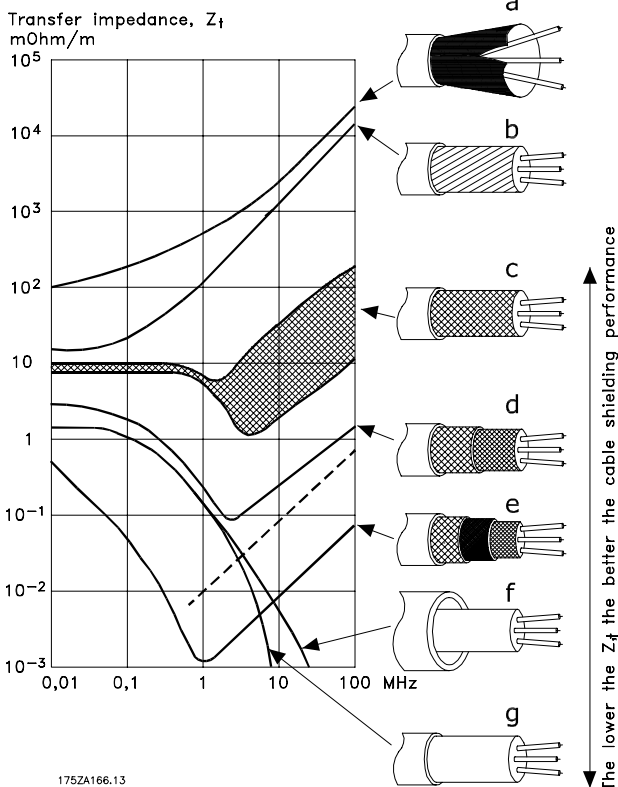 Transfer impedance, Zt
mOhm/m
a
10⁵
10⁴
b
10³
10²
c
10
1
d
10⁻¹
e
10⁻²
f
10⁻³
0,01 0,1 1 10 100 MHz
g
175ZA166.13
The lower the Zt the better the cable shielding performance